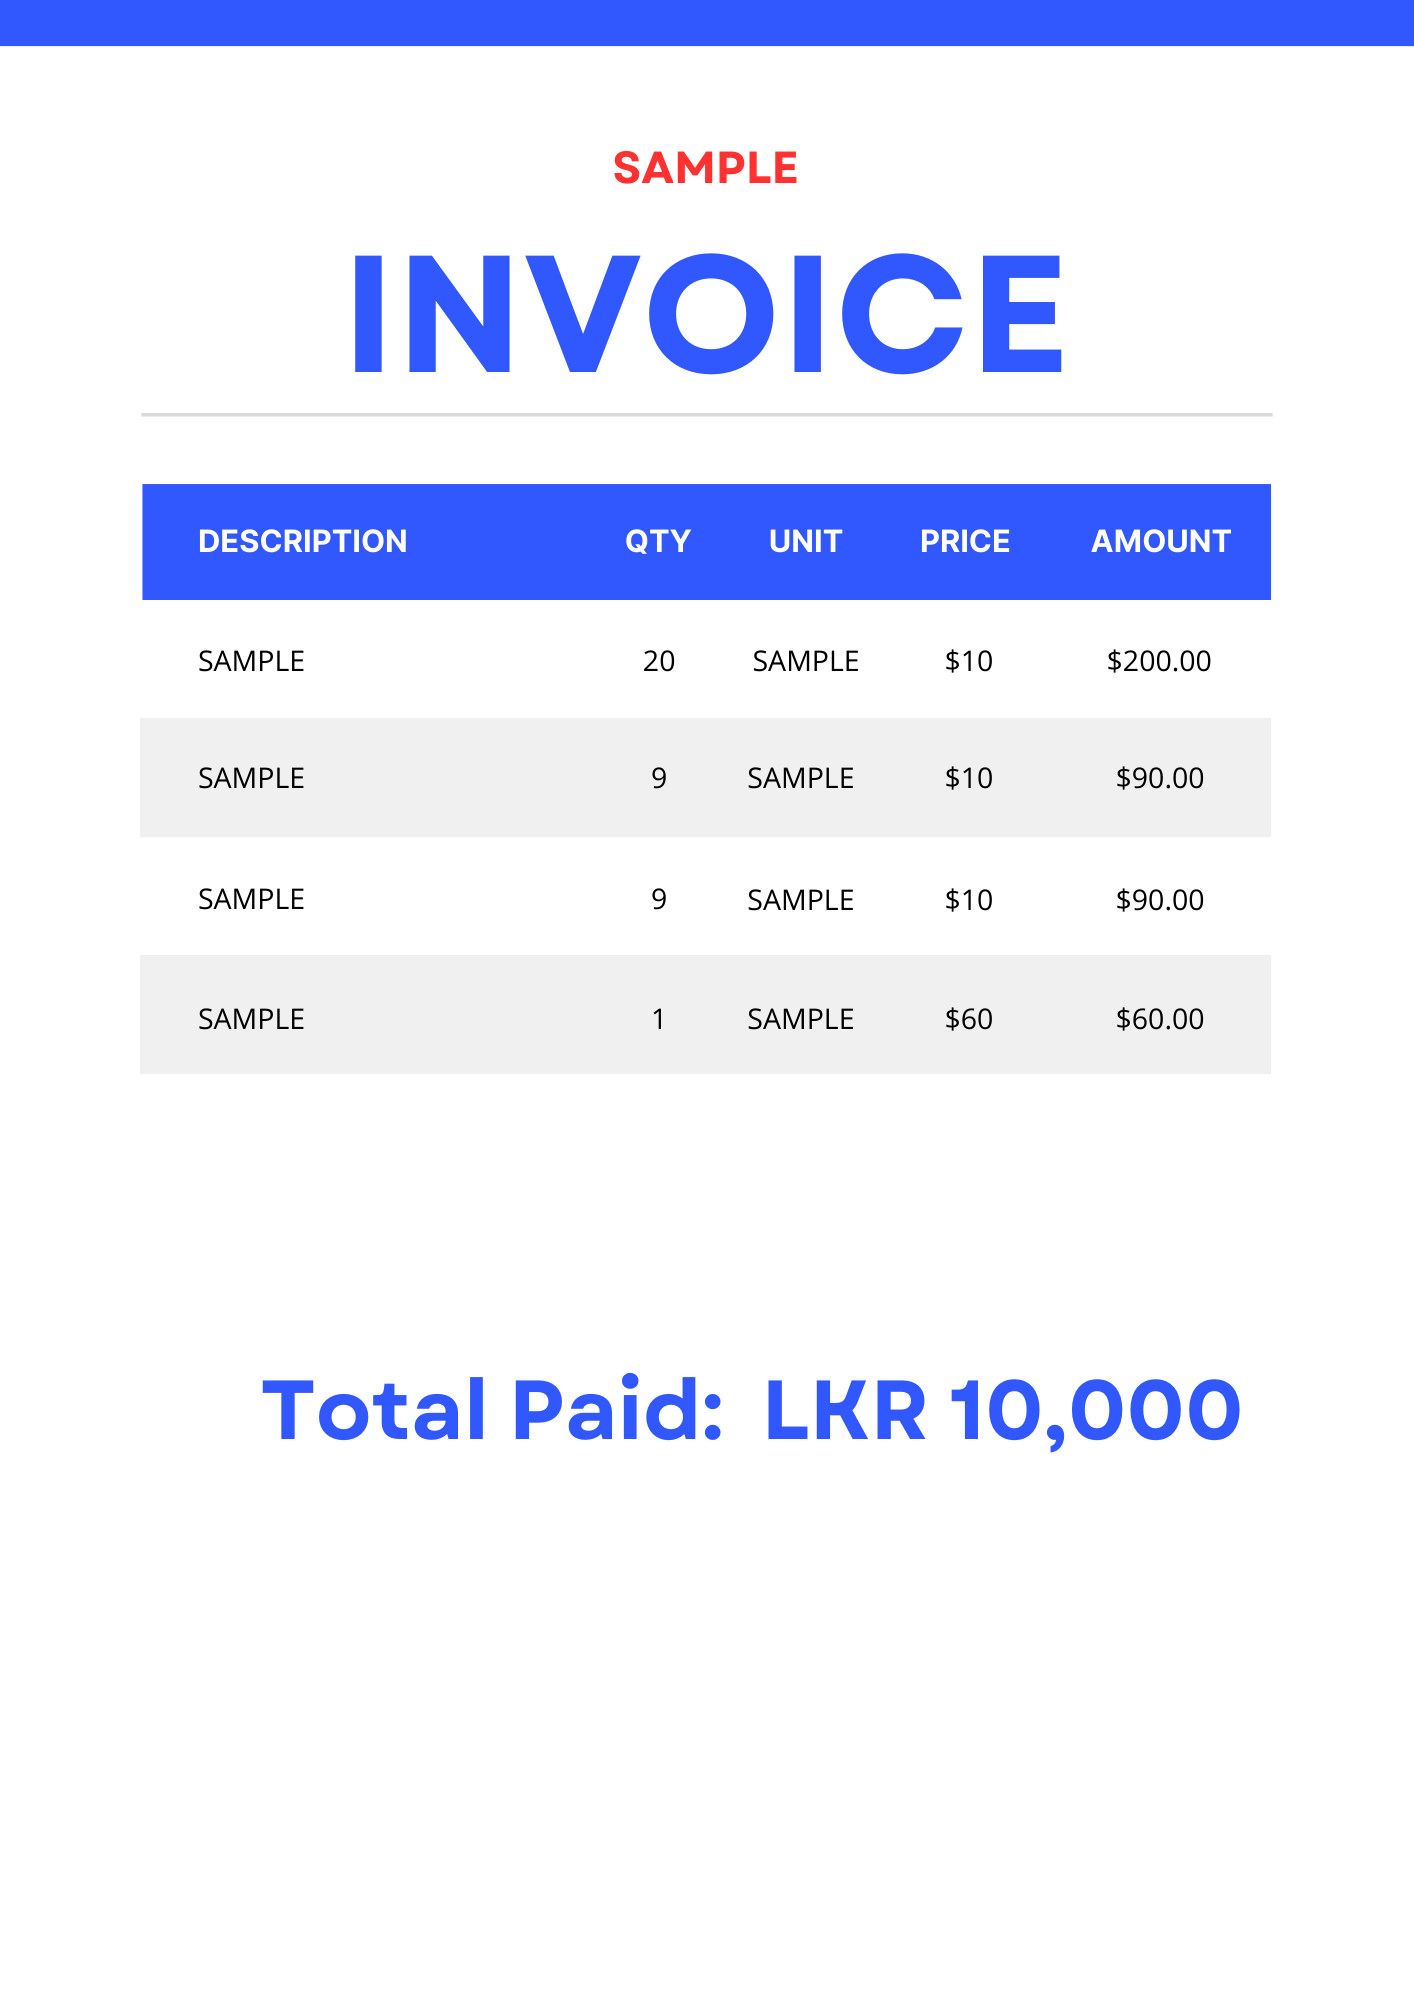 SAMPLE
INVOICE
DESCRIPTION QTY UNIT PRICE AMOUNT
SAMPLE 20 SAMPLE $10 $200.00
SAMPLE 9 SAMPLE $10 $90.00
SAMPLE 9 SAMPLE $10 $90.00
SAMPLE 1 SAMPLE $60 $60.00
Total Paid: LKR 10,000